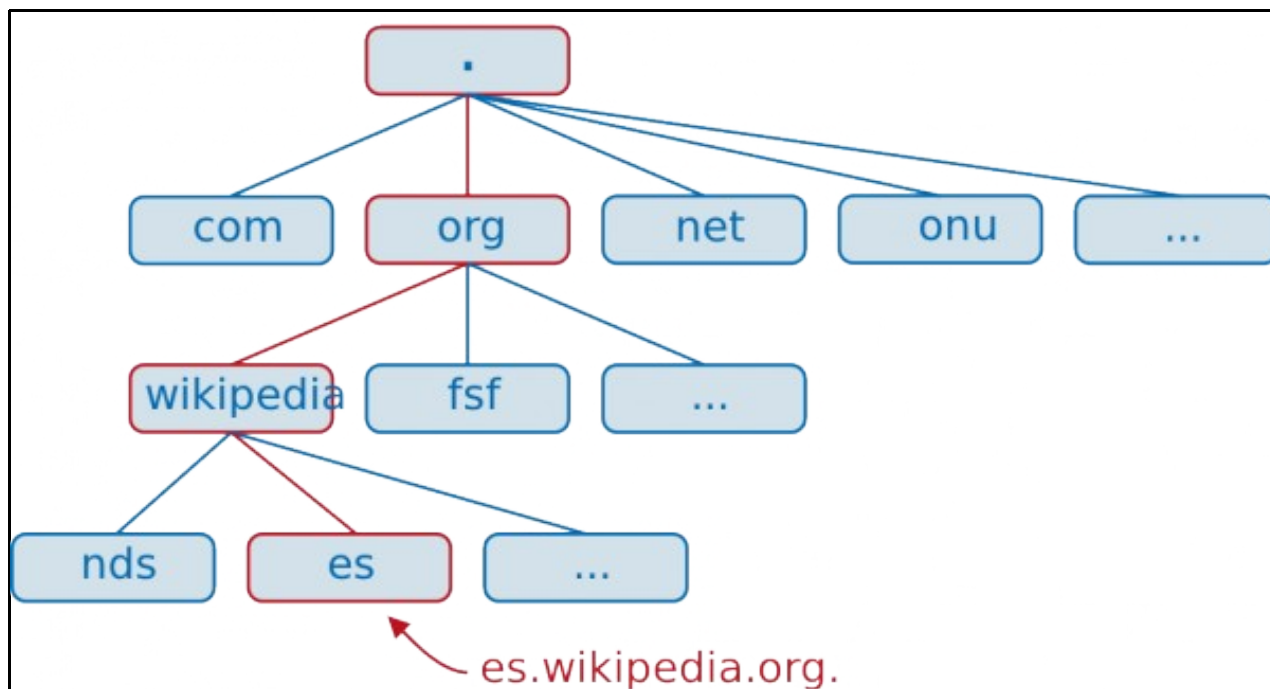 .
com org net onu ...
wikipedia fsf ...
nds es ...
es.wikipedia.org.